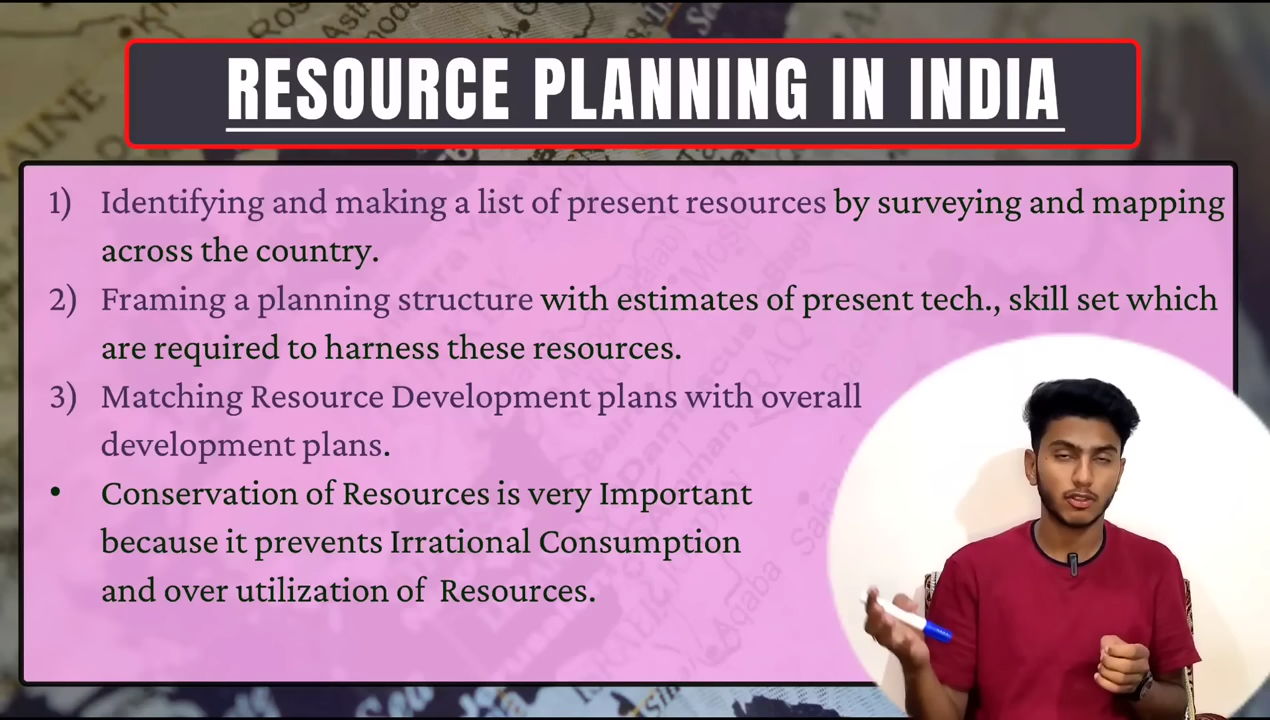 RESOURCE PLANNING IN INDIA
1) Identifying and making a list of present resources by surveying and mapping
across the country.
2) Framing a planning structure with estimates of present tech., skill set which
are required to harness these resources.
3) Matching Resource Development plans with overall
development plans.
• Conservation of Resources is very Important
because it prevents Irrational Consumption
and over utilization of Resources.